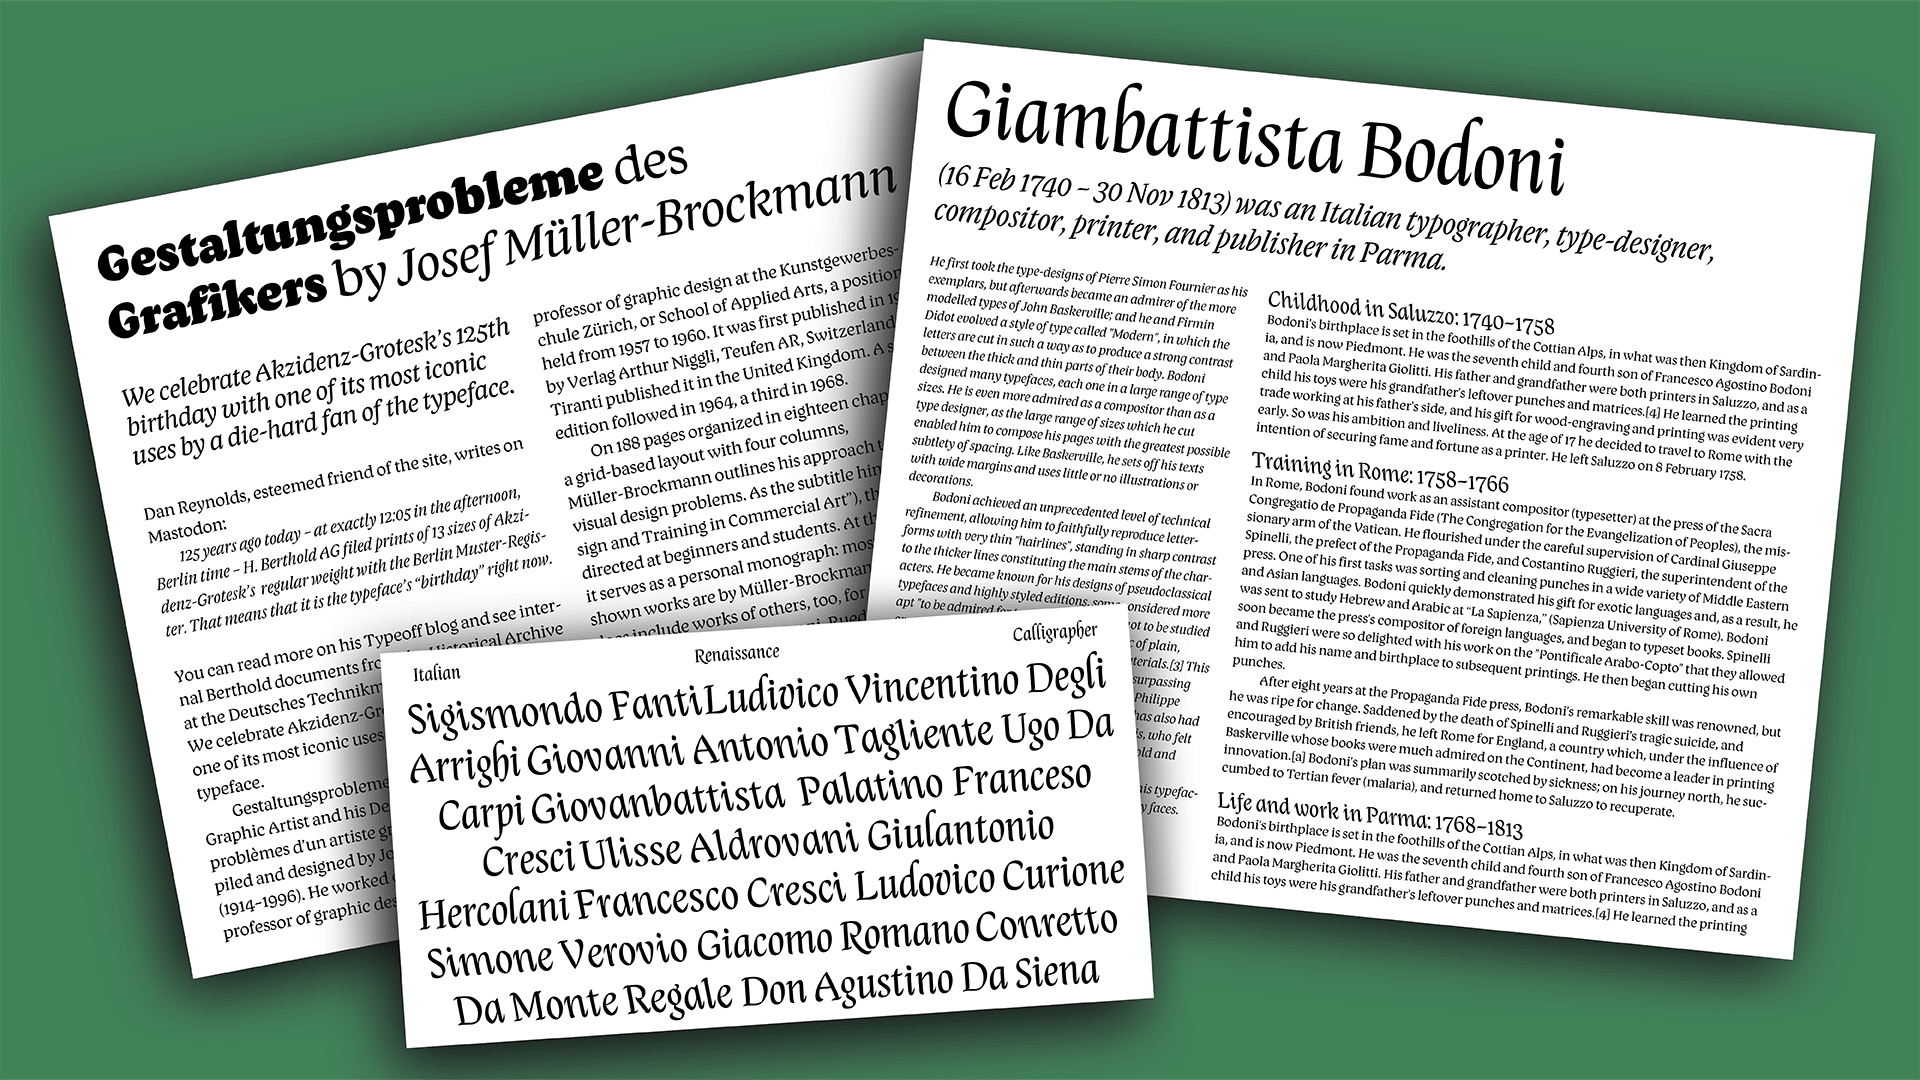 Gestaltungsprobleme des
Grafikers by Josef Müller-Brockmann
We celebrate Akzidenz-Grotesk's 125th
birthday with one of its most iconic
uses by a die-hard fan of the typeface.
Dan Reynolds, esteemed friend of the site, writes on
Mastodon:
125 years ago today – at exactly 12:05 in the afternoon,
Berlin time – H. Berthold AG filed prints of 13 sizes of Akzi-
denz-Grotesk's regular weight with the Berlin Muster-Regis-
ter. That means that it is the typeface's “birthday” right now.
You can read more on his Typeoff blog and see inter-
nal Berthold documents from Historical Archive
at the Deutsches
We celebrate
one of its most iconic uses
typeface.
Gestaltungsprobleme
Graphic Artist and his
problèmes d'un artiste
piled and designed by
(1914–1996). He worked
professor of graphic
professor of graphic design at the Kunstgewerbes-
chule Zürich, or School of Applied Arts, a position
held from 1957 to 1960. It was first published in
by Verlag Arthur Niggli, Teufen AR, Switzerland
Tiranti published it in the United Kingdom. A
edition followed in 1964, a third in 1968.
On 188 pages organized in eighteen
a grid-based layout with four columns,
Müller-Brockmann outlines his approach
visual design problems. As the subtitle
sign and Training in Commercial Art”),
directed at beginners and students. At
it serves as a personal monograph:
shown works are by
include works of others, too, for
Giambattista Bodoni
(16 Feb 1740 – 30 Nov 1813) was an Italian typographer, type-designer,
compositor, printer, and publisher in Parma.
He first took the type-designs of Pierre Simon Fournier as his
exemplars, but afterwards became an admirer of the more
modelled types of John Baskerville; and he and Firmin
Didot evolved a style of type called "Modern", in which the
letters are cut in such a way as to produce a strong contrast
between the thick and thin parts of their body. Bodoni
designed many typefaces, each one in a large range of type
sizes. He is even more admired as a compositor than as a
type designer, as the large range of sizes which he cut
enabled him to compose his pages with the greatest possible
subtlety of spacing. Like Baskerville, he sets off his texts
with wide margins and uses little or no illustrations or
decorations.
Bodoni achieved an unprecedented level of technical
refinement, allowing him to faithfully reproduce letter-
forms with very thin "hairlines", standing in sharp contrast
to the thicker lines constituting the main stems of the char-
acters. He became known for his designs of pseudoclassical
typefaces and highly styled editions, considered more
apt "to be admired not to be studied
of plain,
[3] This
surpassing
Philippe
has also had
who felt
and
his typefac-
faces.
Childhood in Saluzzo: 1740–1758
Bodoni's birthplace is set in the foothills of the Cottian Alps, in what was then Kingdom of Sardin-
ia, and is now Piedmont. He was the seventh child and fourth son of Francesco Agostino Bodoni
and Paola Margherita Giolitti. His father and grandfather were both printers in Saluzzo, and as a
child his toys were his grandfather's leftover punches and matrices.[4] He learned the printing
trade working at his father's side, and his gift for wood-engraving and printing was evident very
early. So was his ambition and liveliness. At the age of 17 he decided to travel to Rome with the
intention of securing fame and fortune as a printer. He left Saluzzo on 8 February 1758.
Training in Rome: 1758–1766
In Rome, Bodoni found work as an assistant compositor (typesetter) at the press of the Sacra
Congregatio de Propaganda Fide (The Congregation for the Evangelization of Peoples), the mis-
sionary arm of the Vatican. He flourished under the careful supervision of Cardinal Giuseppe
Spinelli, the prefect of the Propaganda Fide, and Costantino Ruggieri, the superintendent of the
press. One of his first tasks was sorting and cleaning punches in a wide variety of Middle Eastern
and Asian languages. Bodoni quickly demonstrated his gift for exotic languages and, as a result, he
was sent to study Hebrew and Arabic at “La Sapienza,” (Sapienza University of Rome). Bodoni
soon became the press's compositor of foreign languages, and began to typeset books. Spinelli
and Ruggieri were so delighted with his work on the "Pontificale Arabo-Copto" that they allowed
him to add his name and birthplace to subsequent printings. He then began cutting his own
punches.
After eight years at the Propaganda Fide press, Bodoni's remarkable skill was renowned, but
he was ripe for change. Saddened by the death of Spinelli and Ruggieri's tragic suicide, and
encouraged by British friends, he left Rome for England, a country which, under the influence of
Baskerville whose books were much admired on the Continent, had become a leader in printing
innovation.[a] Bodoni's plan was summarily scotched by sickness; on his journey north, he suc-
cumbed to Tertian fever (malaria), and returned home to Saluzzo to recuperate.
Life and work in Parma: 1768–1813
Bodoni's birthplace is set in the foothills of the Cottian Alps, in what was then Kingdom of Sardin-
ia, and is now Piedmont. He was the seventh child and fourth son of Francesco Agostino Bodoni
and Paola Margherita Giolitti. His father and grandfather were both printers in Saluzzo, and as a
child his toys were his grandfather's leftover punches and matrices.[4] He learned the printing
Italian Renaissance Calligrapher
Sigismondo Fanti Ludivico Vincentino Degli
Arrighi Giovanni Antonio Tagliente Ugo Da
Carpi Giovanbattista Palatino Franceso
Cresci Ulisse Aldrovani Giulantonio
Hercolani Francesco Cresci Ludovico Curione
Simone Verovio Giacomo Romano Conretto
Da Monte Regale Don Agustino Da Siena